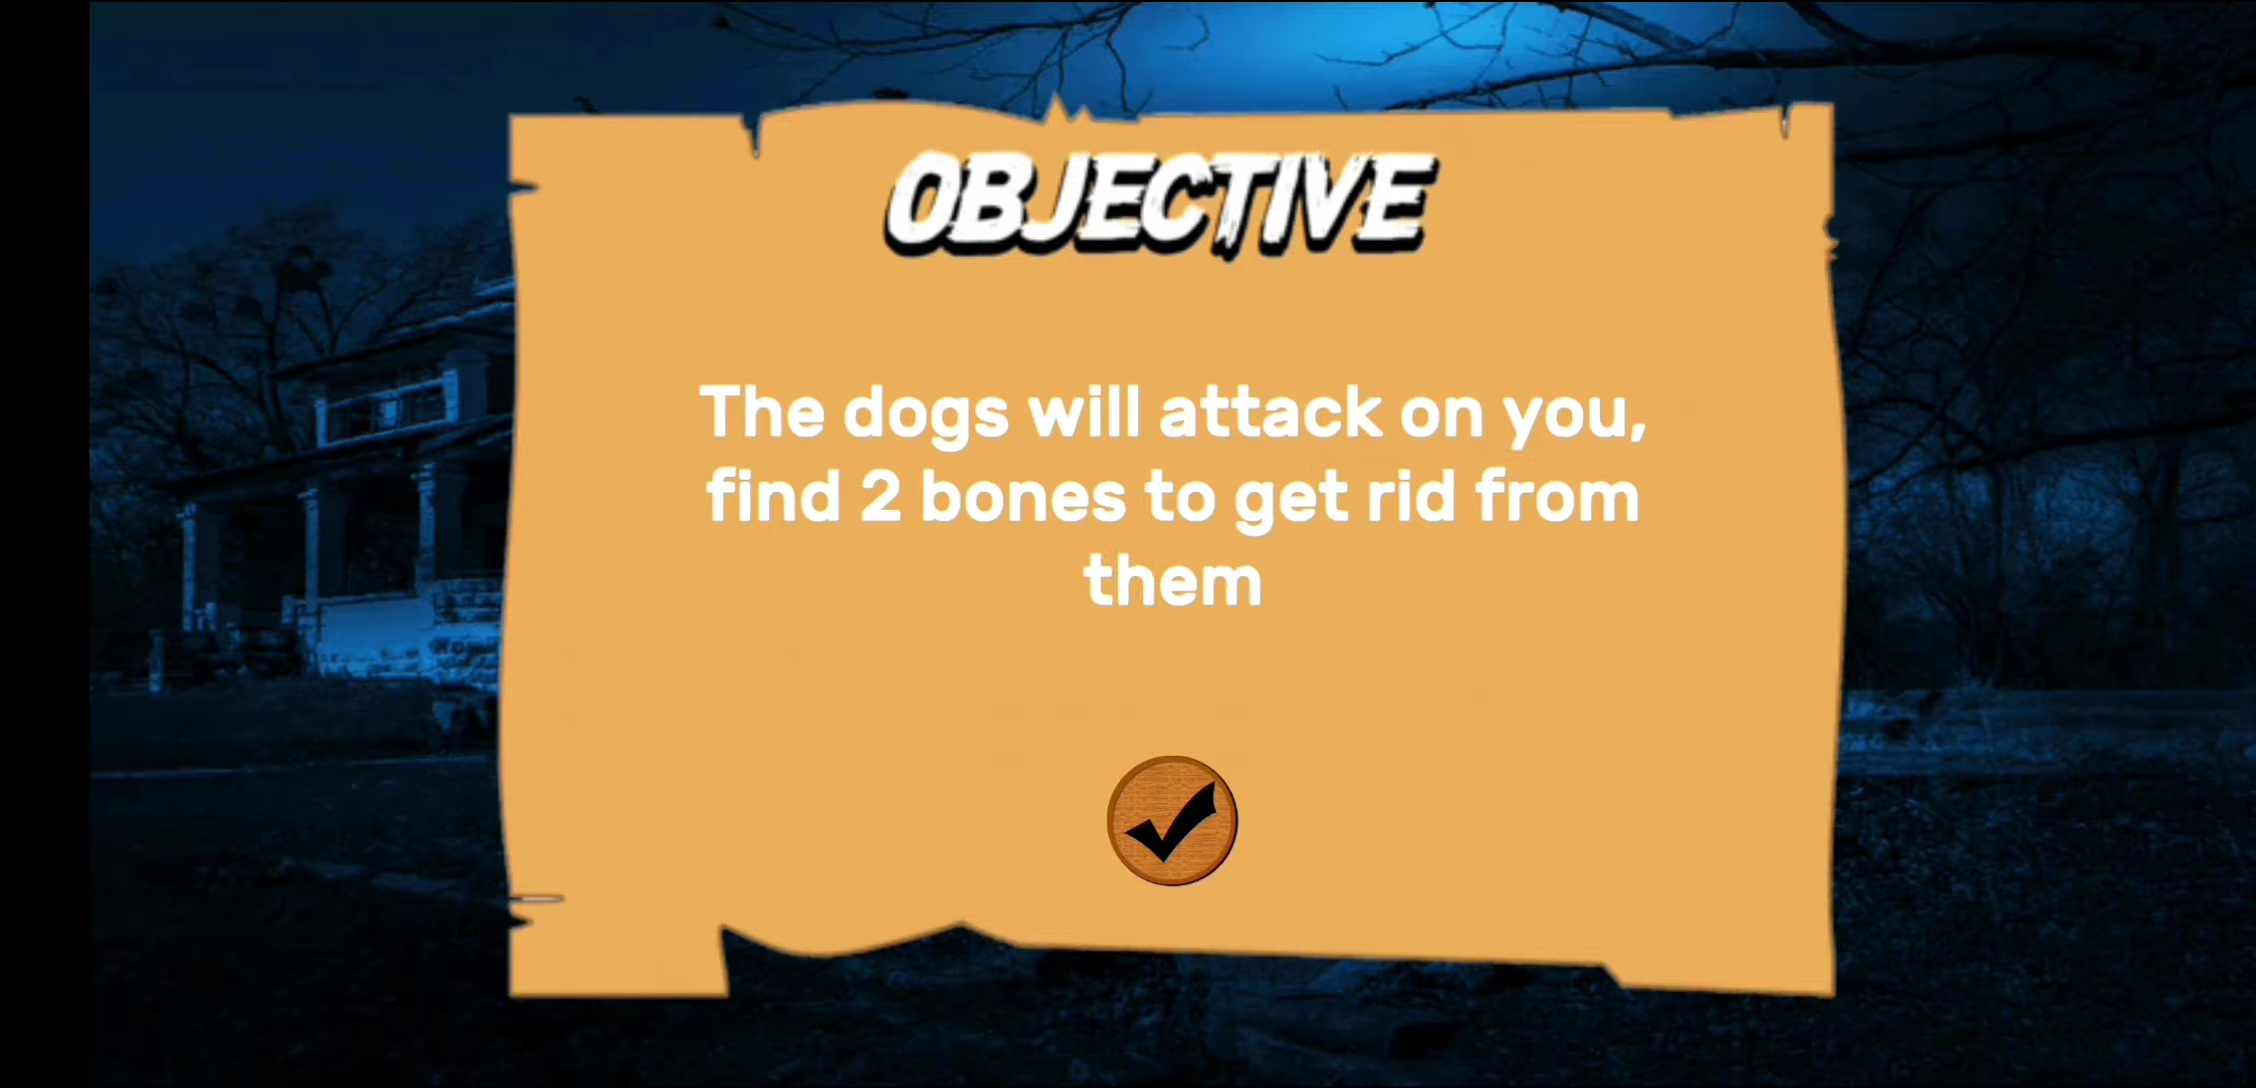 OBJECTIVE
The dogs will attack on you,
find 2 bones to get rid from
them